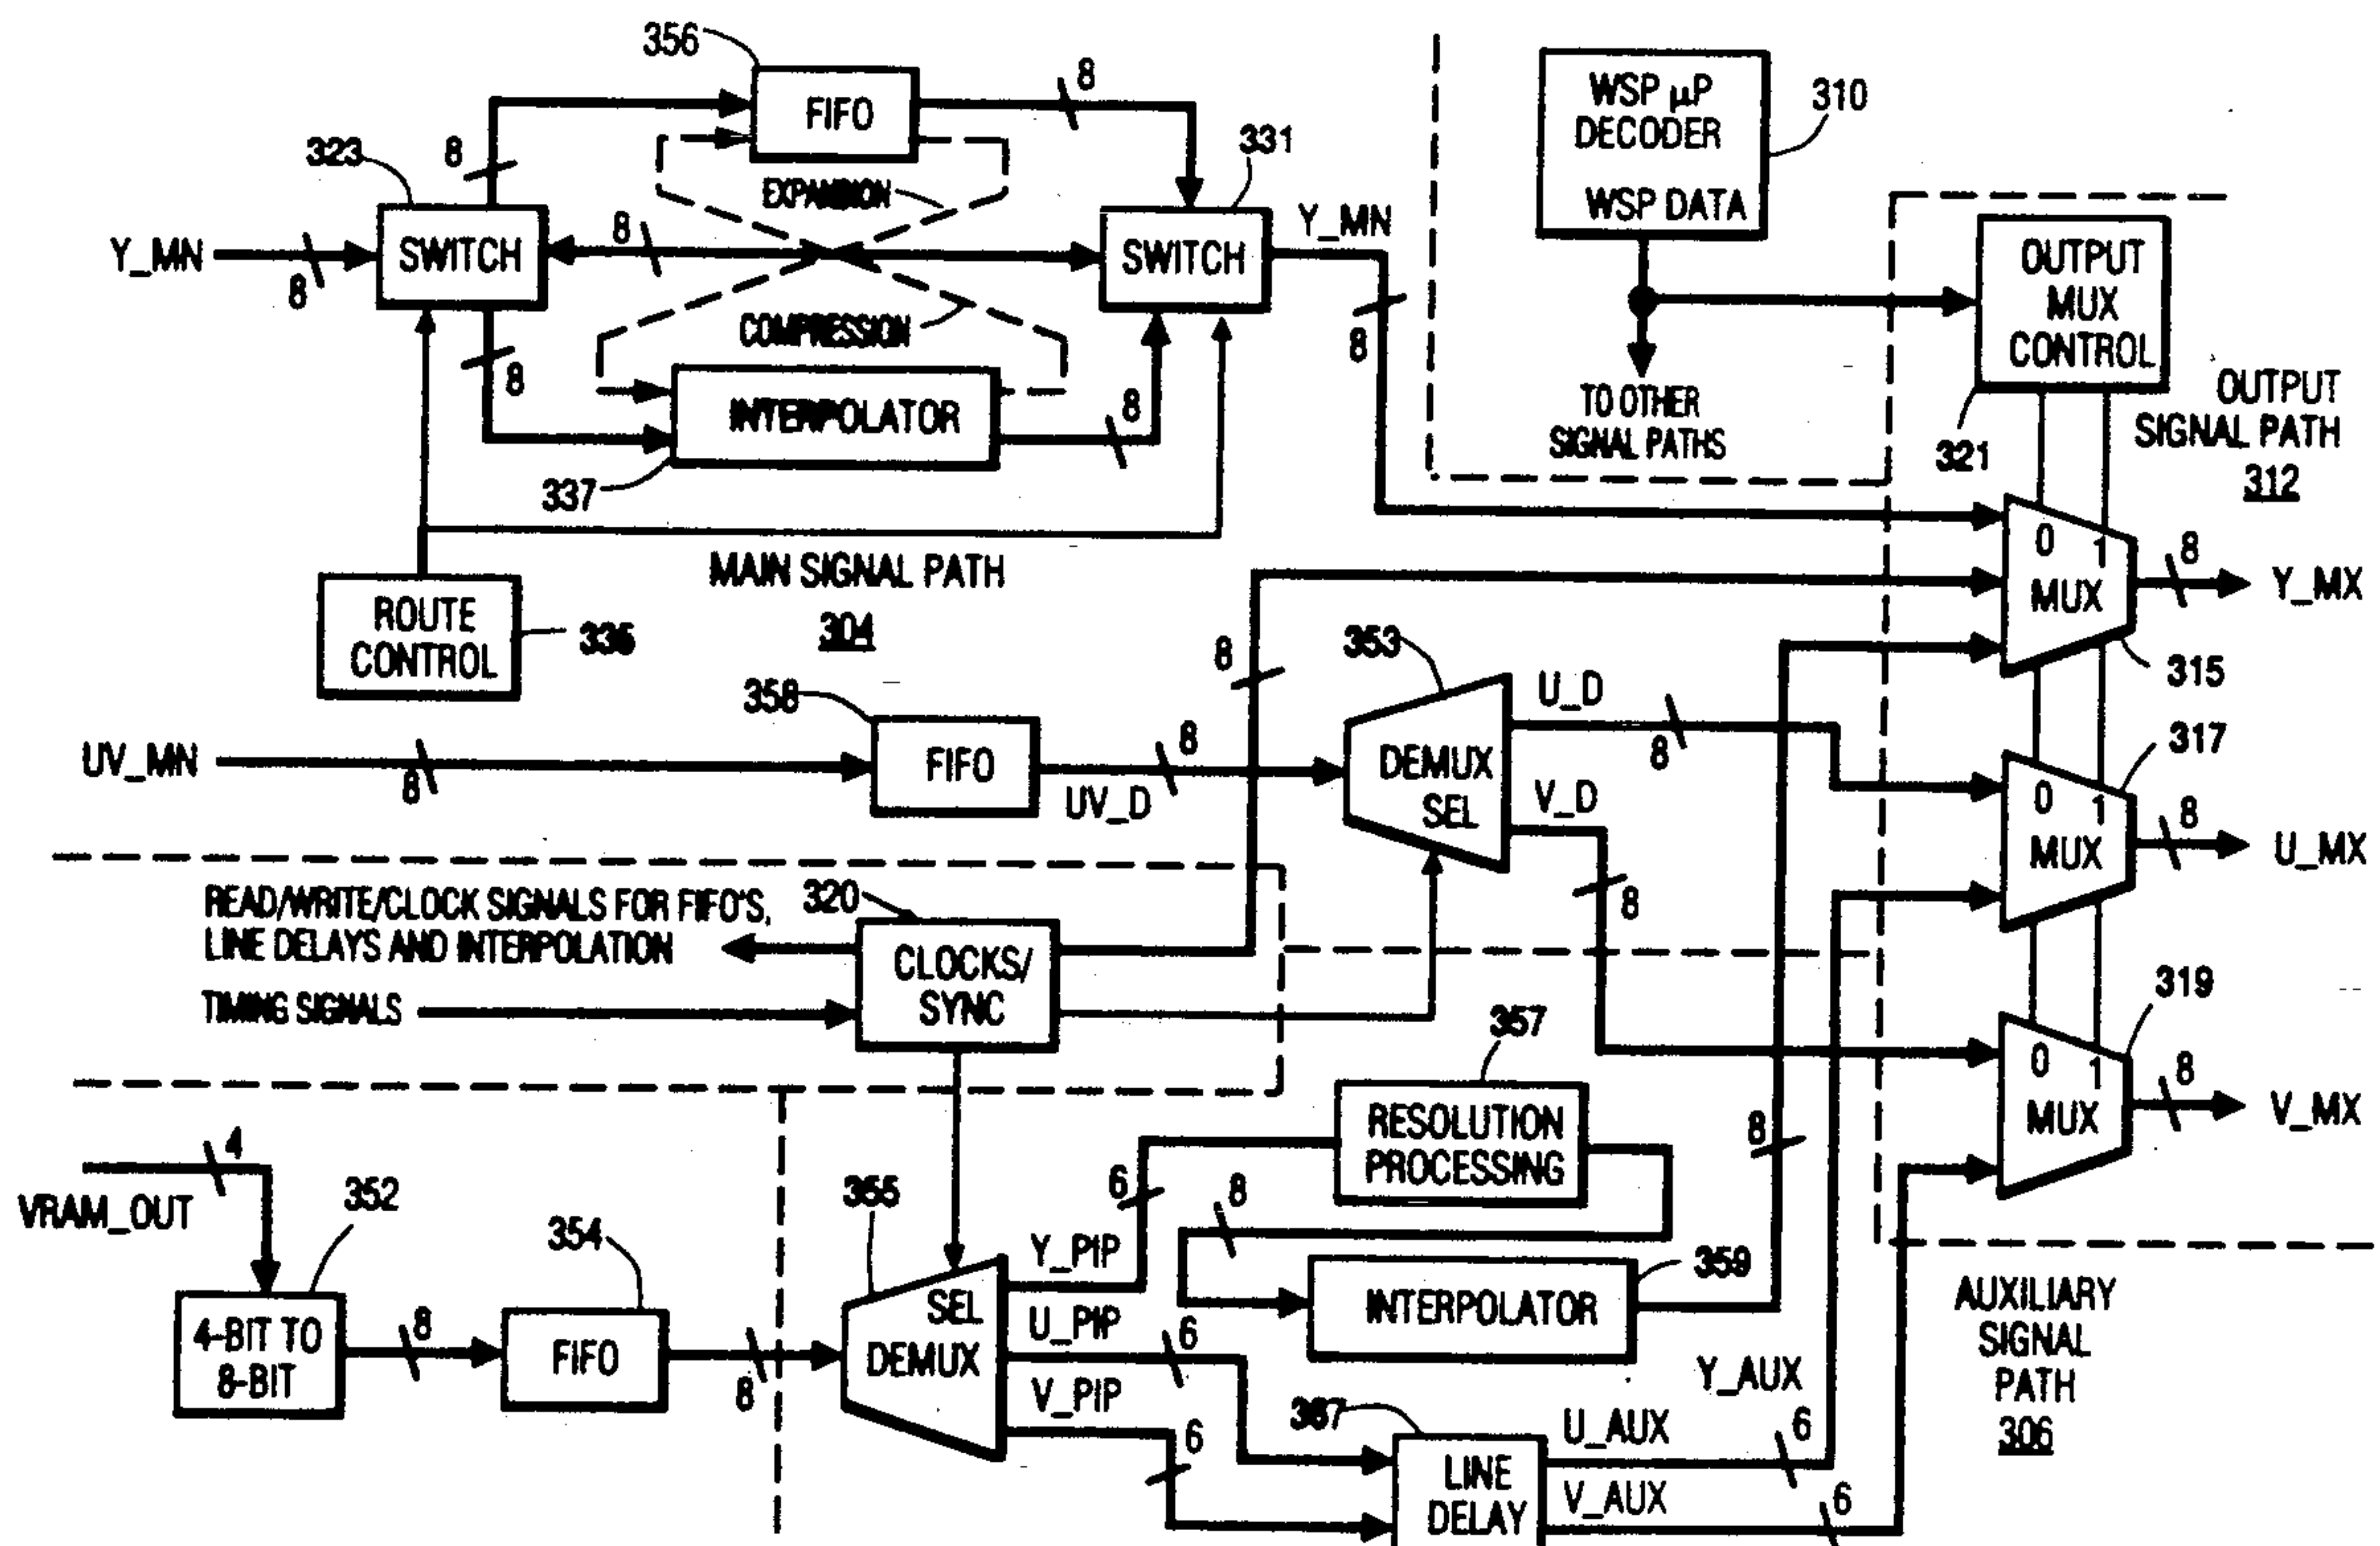 356
FIFO
8
323
8
EXPANSION
331
Y_MN
8
SWITCH
8
SWITCH
Y_MN
8
COMPRESSION
8
INTERPOLATOR
8
337
ROUTE
CONTROL
335
MAIN SIGNAL PATH
304
WSP µP
DECODER
WSP DATA
310
TO OTHER
SIGNAL PATHS
OUTPUT
MUX
CONTROL
321
OUTPUT
SIGNAL PATH
312
0 1
MUX
8
Y_MX
315
UV_MN
8
358
FIFO
8
UV_D
8
353
DEMUX
SEL
U_D
8
V_D
8
317
0 1
MUX
8
U_MX
READ/WRITE/CLOCK SIGNALS FOR FIFO'S,
LINE DELAYS AND INTERPOLATION
320
CLOCKS/
SYNC
TIMING SIGNALS
319
0 1
MUX
8
V_MX
4
VRAM_OUT
352
4-BIT TO
8-BIT
8
354
FIFO
8
355
SEL
DEMUX
Y_PIP
6
U_PIP
6
V_PIP
6
357
RESOLUTION
PROCESSING
8
359
INTERPOLATOR
8
Y_AUX
LINE
DELAY
U_AUX
6
V_AUX
6
AUXILIARY
SIGNAL
PATH
306